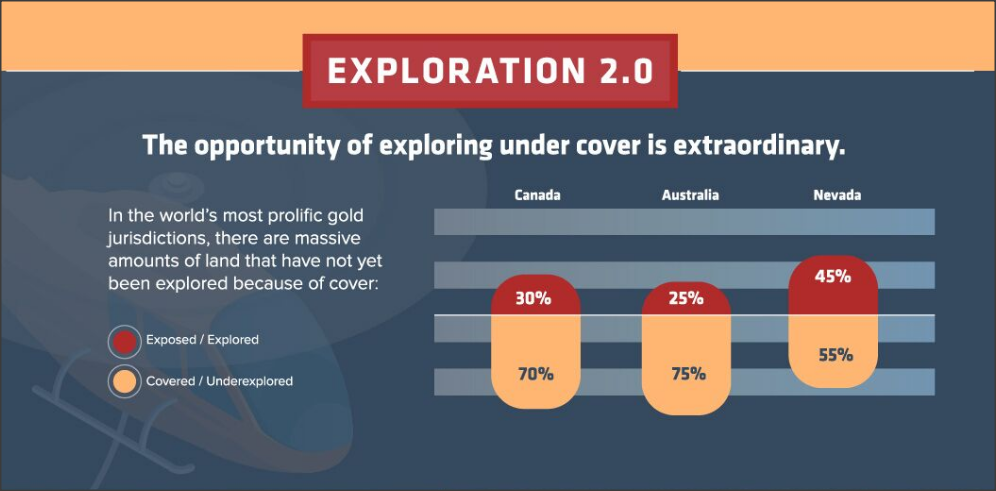 EXPLORATION 2.0
The opportunity of exploring under cover is extraordinary.
In the world's most prolific gold
jurisdictions, there are massive
amounts of land that have not yet
been explored because of cover:
Exposed / Explored
Covered / Underexplored
Canada Australia Nevada
30% 25% 45%
70% 75% 55%